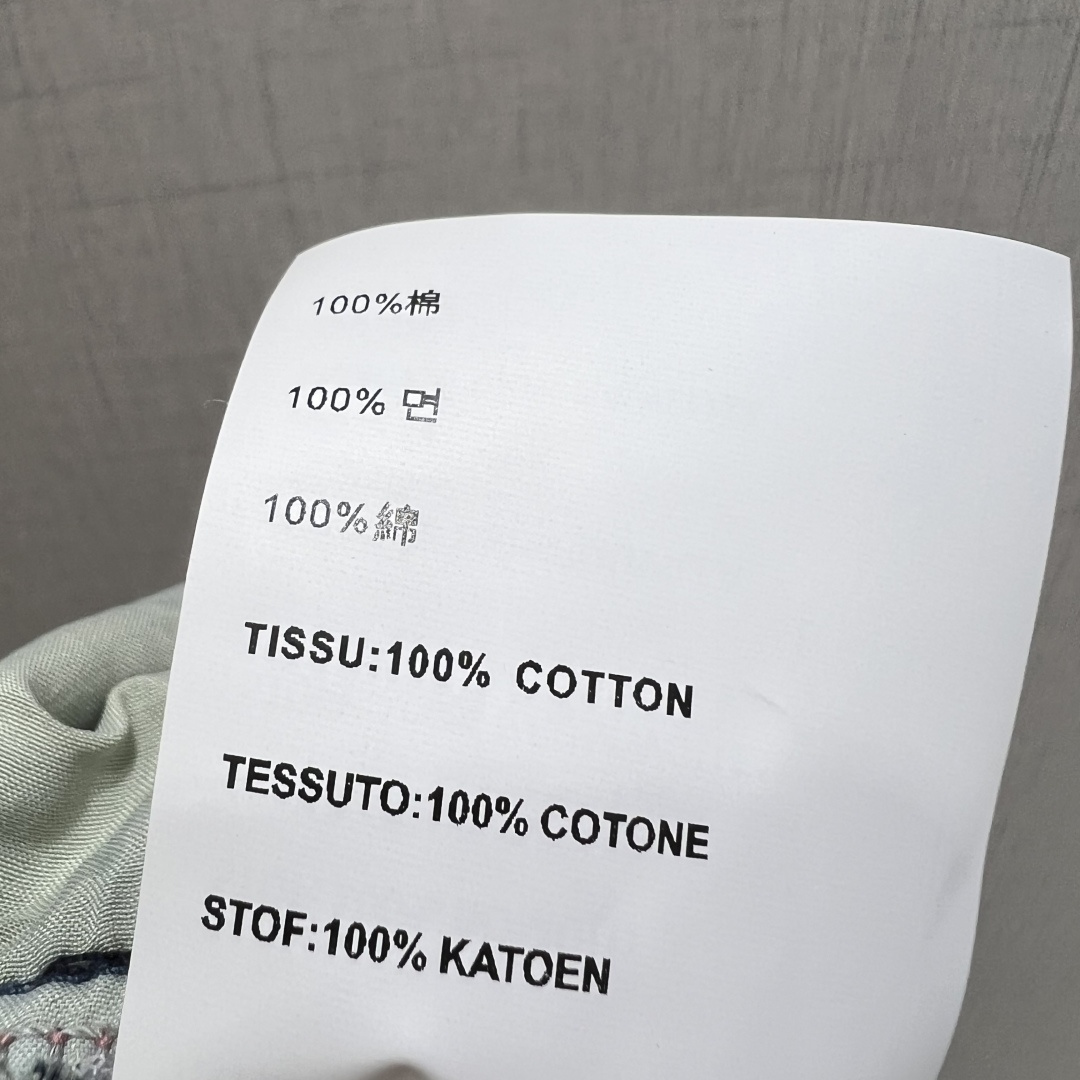 100%棉
100% 면
100%綿
TISSU:100% COTTON
TESSUTO:100% COTONE
STOF:100% KATOEN